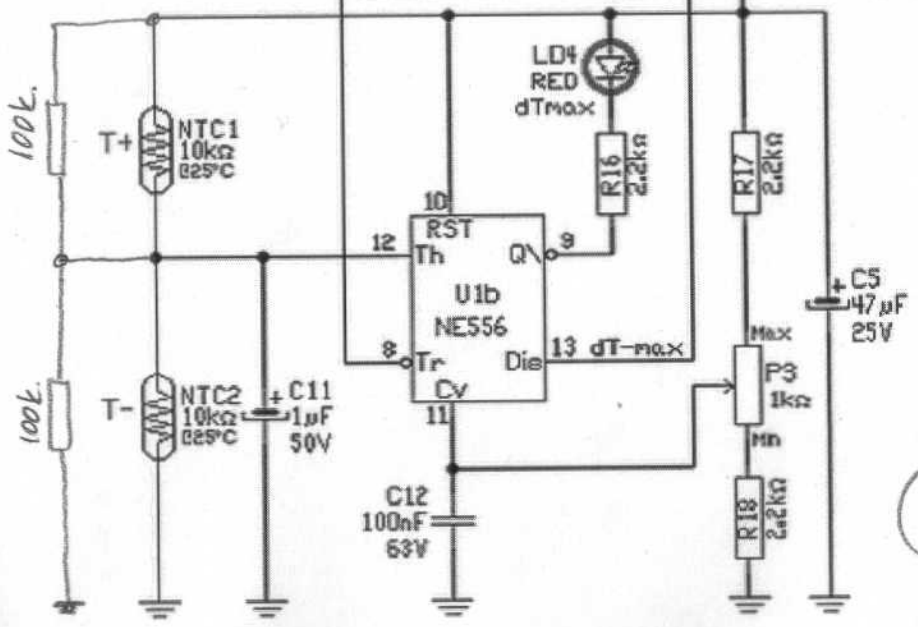 100k.
T+
NTC1
10kΩ
@25°C
LD4
RED
dTmax
R16
2.2kΩ
R17
2.2kΩ
10
RST
12
Th
Q\
9
U1b
NE556
8
Tr
Dis
13
dT-max
Cv
11
+
C5
47µF
25V
Max
P3
1kΩ
Min
100k.
T-
NTC2
10kΩ
@25°C
+
C11
1µF
50V
C12
100nF
63V
R18
2.2kΩ